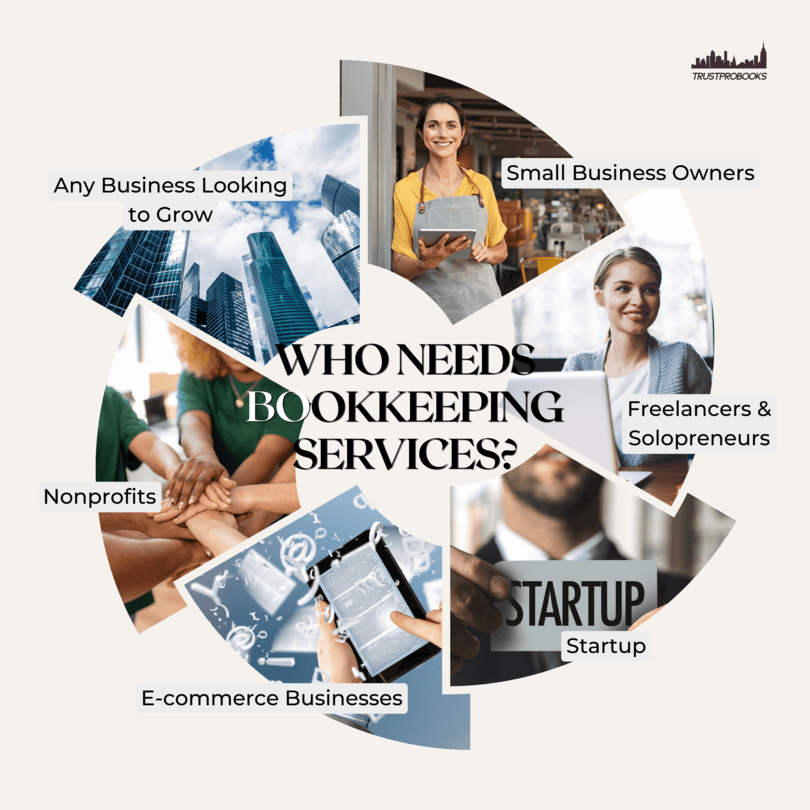 TRUSTPROBOOKS
Any Business Looking
to Grow
Small Business Owners
WHO NEEDS
BOOKKEEPING
SERVICES?
Freelancers &
Solopreneurs
Nonprofits
STARTUP
Startup
E-commerce Businesses